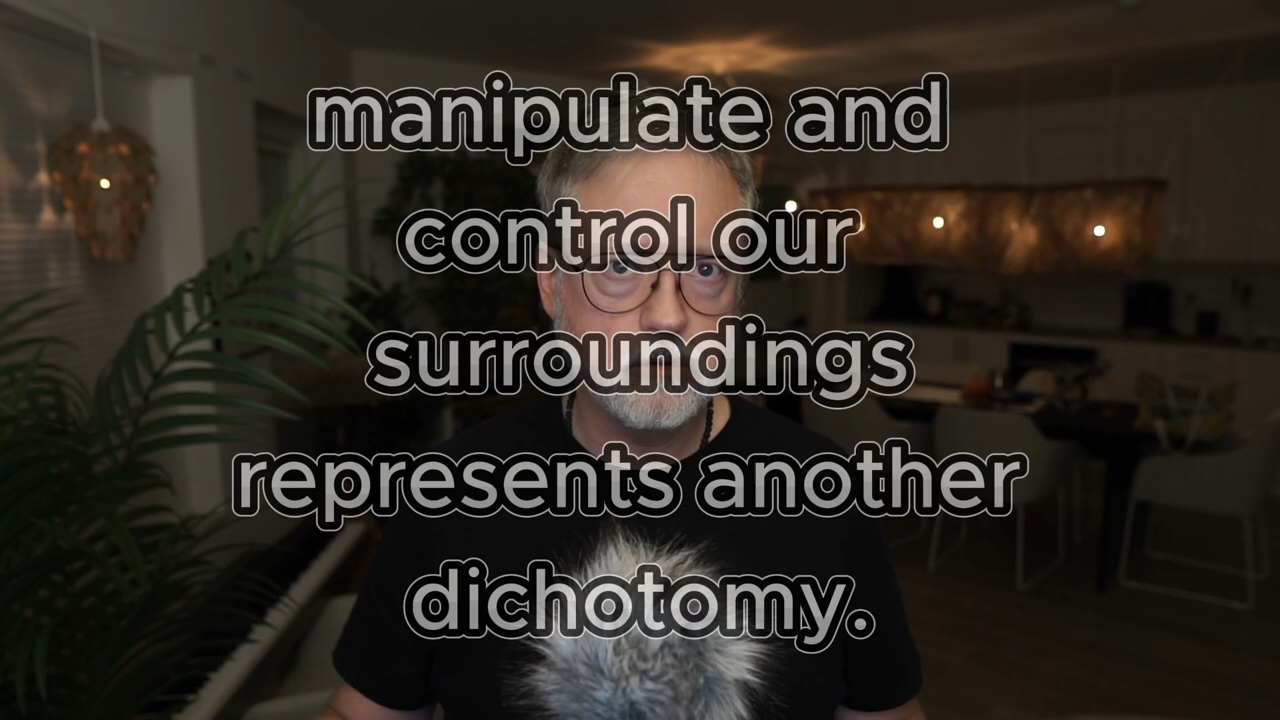 manipulate and
control our
surroundings
represents another
dichotomy.